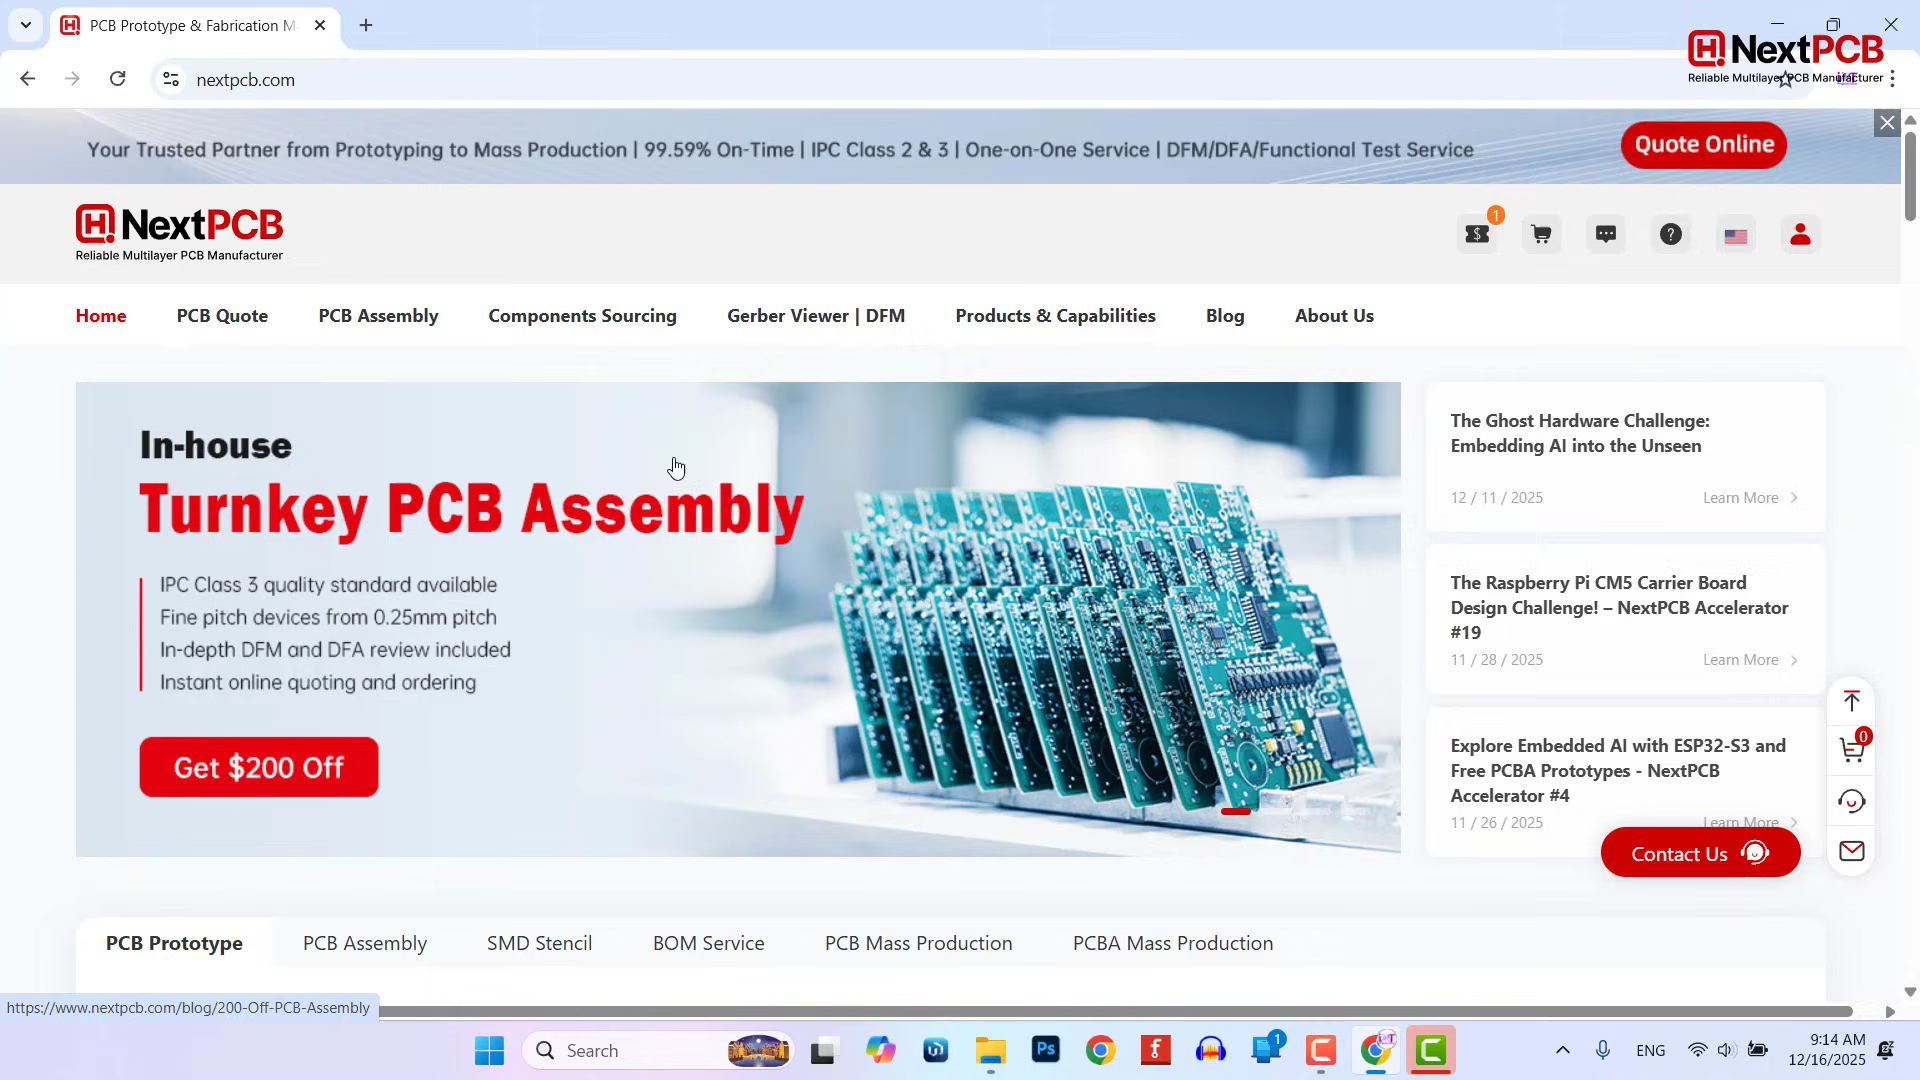 PCB Prototype & Fabrication M
nextpcb.com
NextPCB
Reliable Multilayer PCB Manufacturer
Your Trusted Partner from Prototyping to Mass Production | 99.59% On-Time | IPC Class 2 & 3 | One-on-One Service | DFM/DFA/Functional Test Service
Quote Online
NextPCB
Reliable Multilayer PCB Manufacturer
1
Home
PCB Quote
PCB Assembly
Components Sourcing
Gerber Viewer | DFM
Products & Capabilities
Blog
About Us
In-house
Turnkey PCB Assembly
IPC Class 3 quality standard available
Fine pitch devices from 0.25mm pitch
In-depth DFM and DFA review included
Instant online quoting and ordering
Get $200 Off
The Ghost Hardware Challenge:
Embedding AI into the Unseen
12 / 11 / 2025
Learn More
The Raspberry Pi CM5 Carrier Board
Design Challenge! – NextPCB Accelerator
#19
11 / 28 / 2025
Learn More
Explore Embedded AI with ESP32-S3 and
Free PCBA Prototypes - NextPCB
Accelerator #4
11 / 26 / 2025
Learn More
0
Contact Us
PCB Prototype
PCB Assembly
SMD Stencil
BOM Service
PCB Mass Production
PCBA Mass Production
https://www.nextpcb.com/blog/200-Off-PCB-Assembly
Search
Ps
1
ENG
9:14 AM
12/16/2025